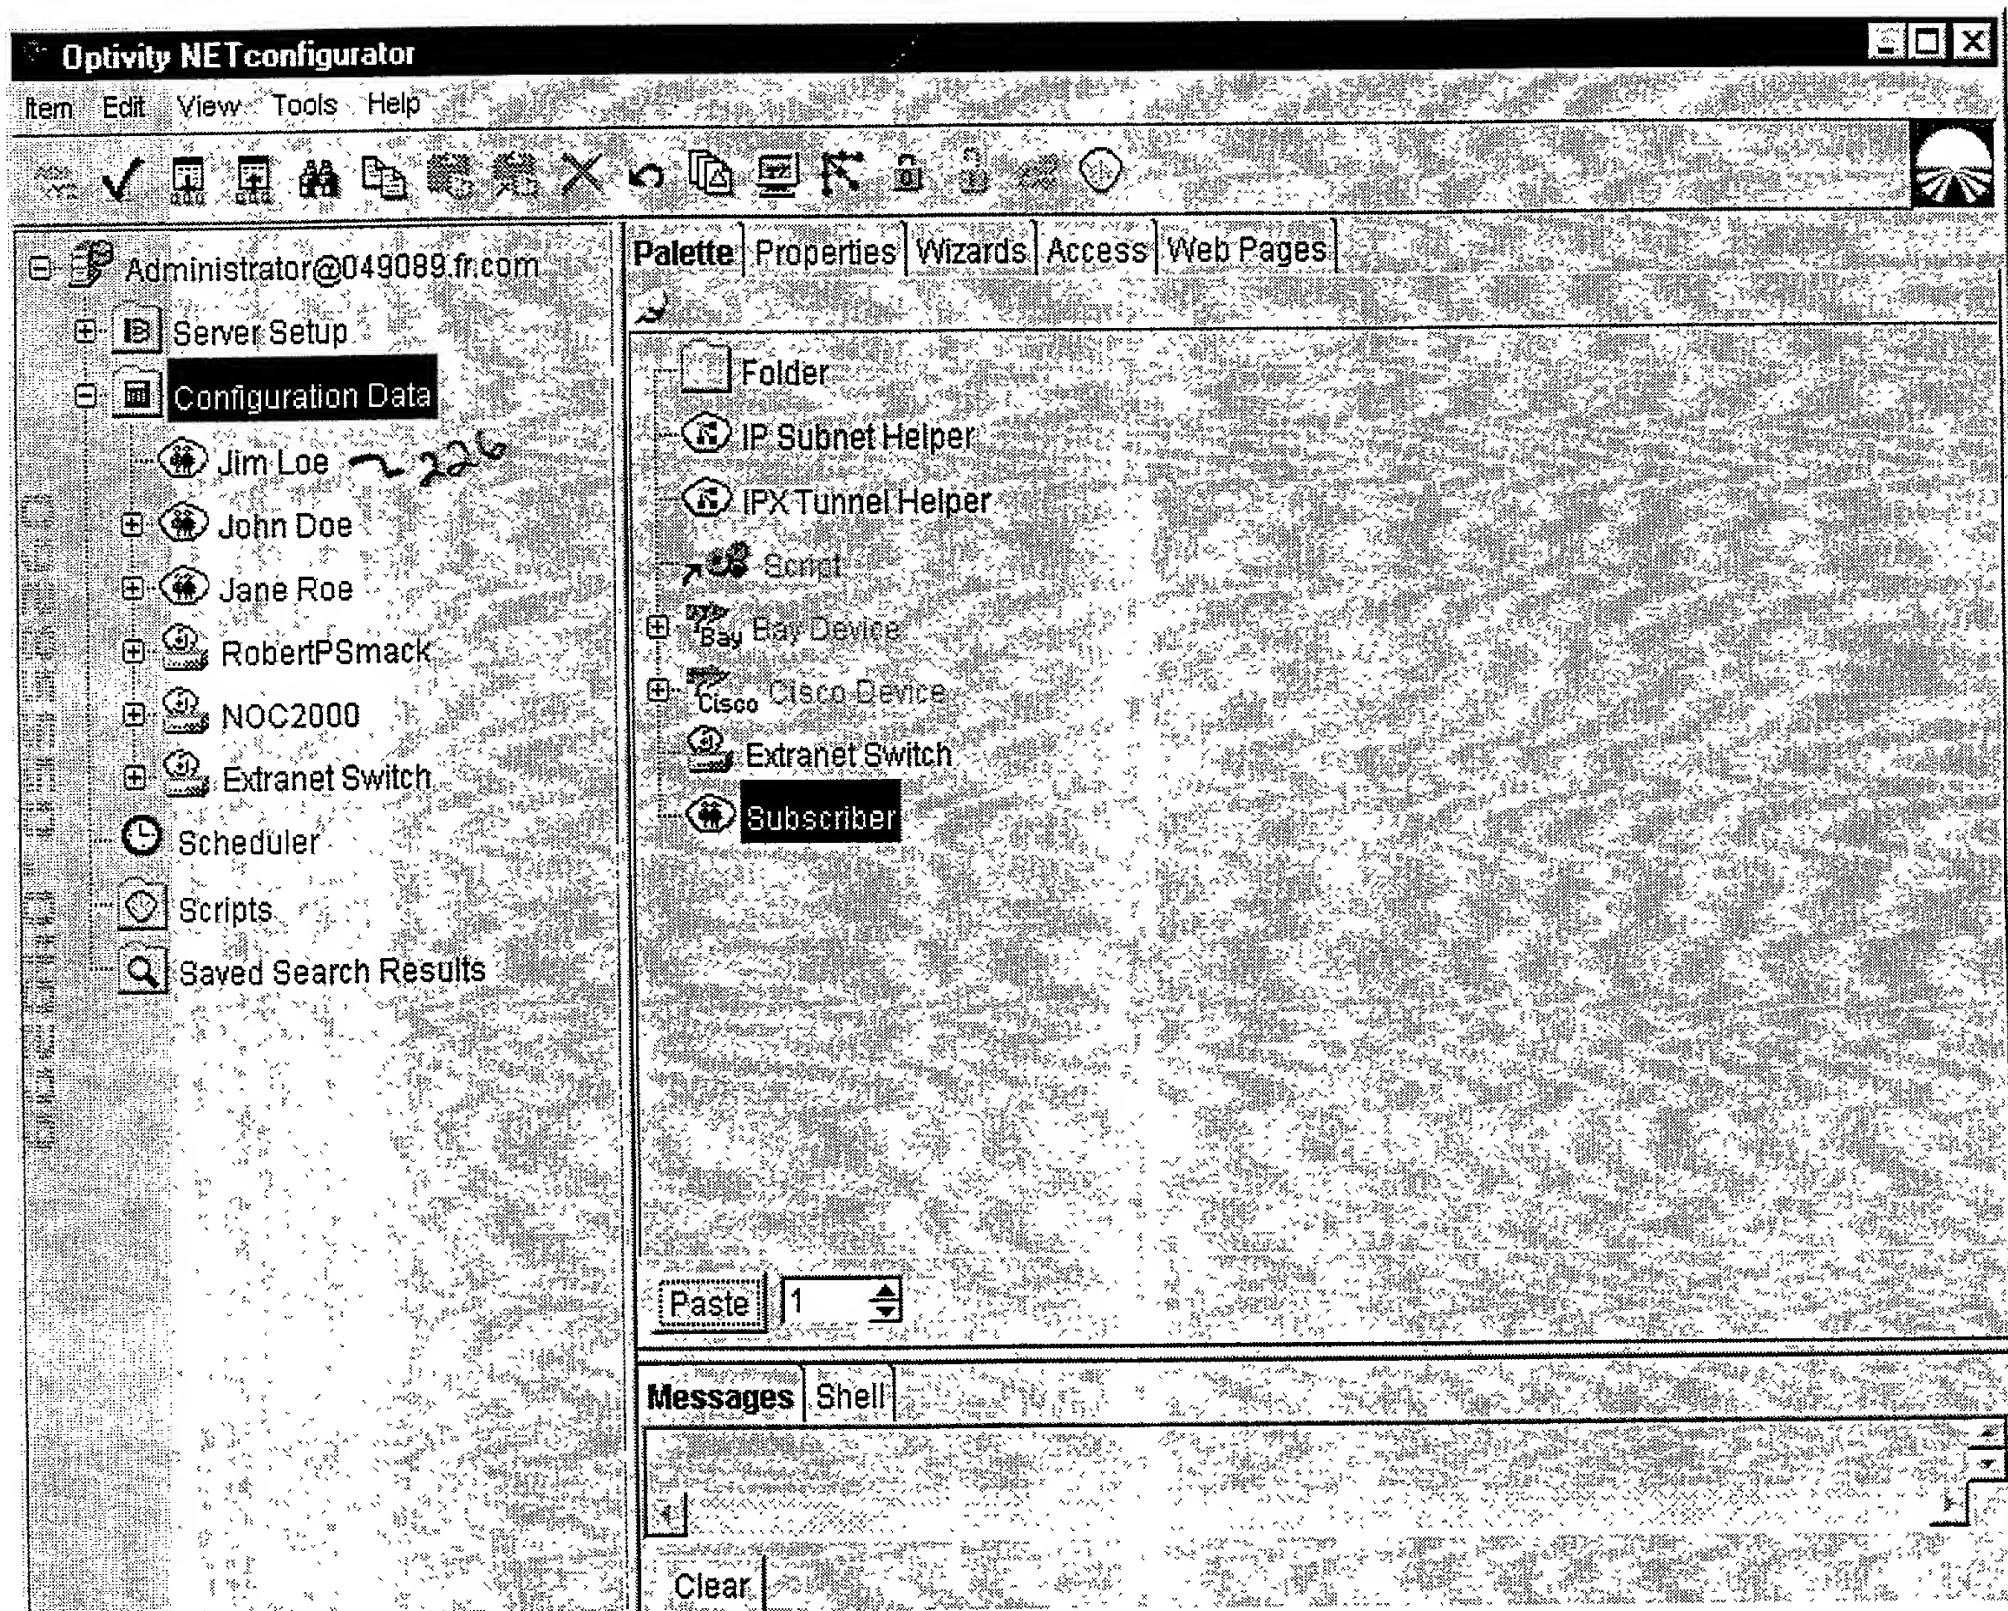 Optivity NETconfigurator
Item Edit View Tools Help
Administrator@049089.fr.com
Server Setup
Configuration Data
Jim Loe 226
John Doe
Jane Roe
RobertPSmack
NOC2000
Extranet Switch
Scheduler
Scripts
Saved Search Results
Palette Properties Wizards Access Web Pages
Folder
IP Subnet Helper
IPX Tunnel Helper
Script
Bay Bay Device
Cisco Cisco Device
Extranet Switch
Subscriber
Paste 1
Messages Shell
Clear